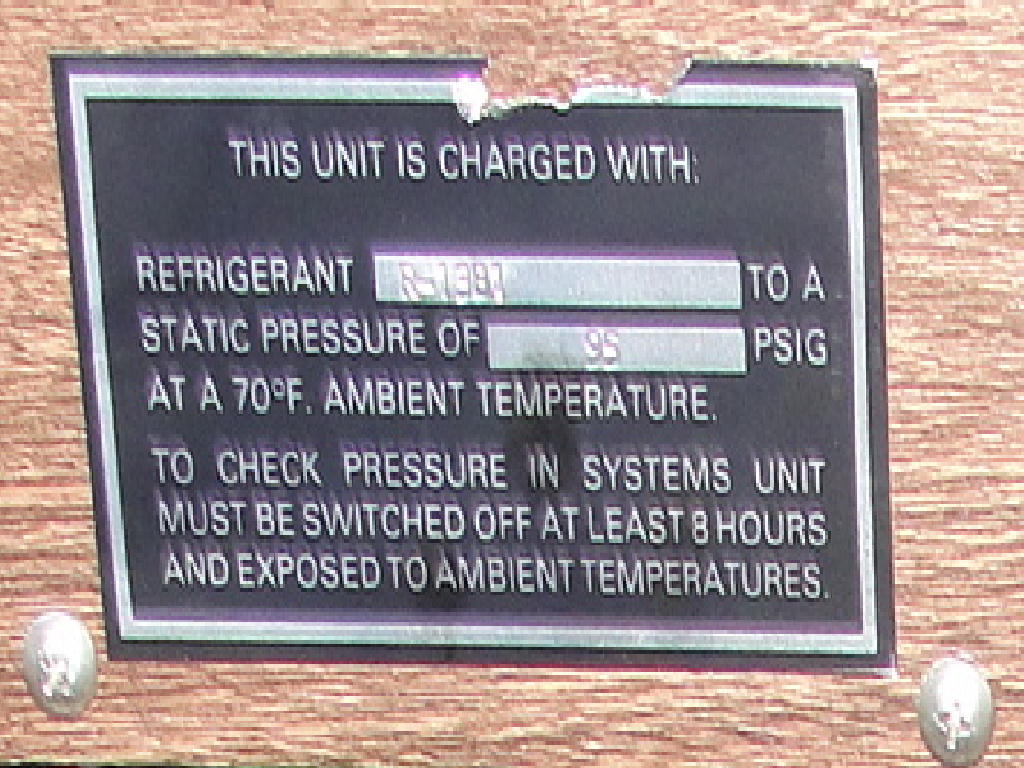 THIS UNIT IS CHARGED WITH:
REFRIGERANT R-13B1 TO A
STATIC PRESSURE OF PSIG
AT A 70°F. AMBIENT TEMPERATURE.
TO CHECK PRESSURE IN SYSTEMS UNIT
MUST BE SWITCHED OFF AT LEAST 8 HOURS
AND EXPOSED TO AMBIENT TEMPERATURES.